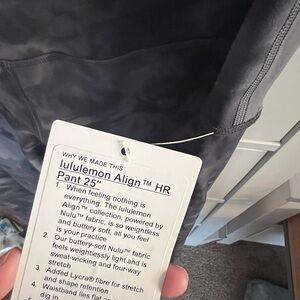 WHY WE MADE THIS
lululemon Align™ HR
Pant 25"
1. When feeling nothing is
everything. The lululemon
Align™ collection, powered by
Nulu™ fabric, is so weightless
and buttery soft, all you feel
is your practice
2. Our buttery-soft Nulu™ fabric
feels weightlessly light and is
sweat-wicking and four-way
stretch
3. Added Lycra® fibre for stretch
and shape retention
4. Waistband lies flat an
dig in